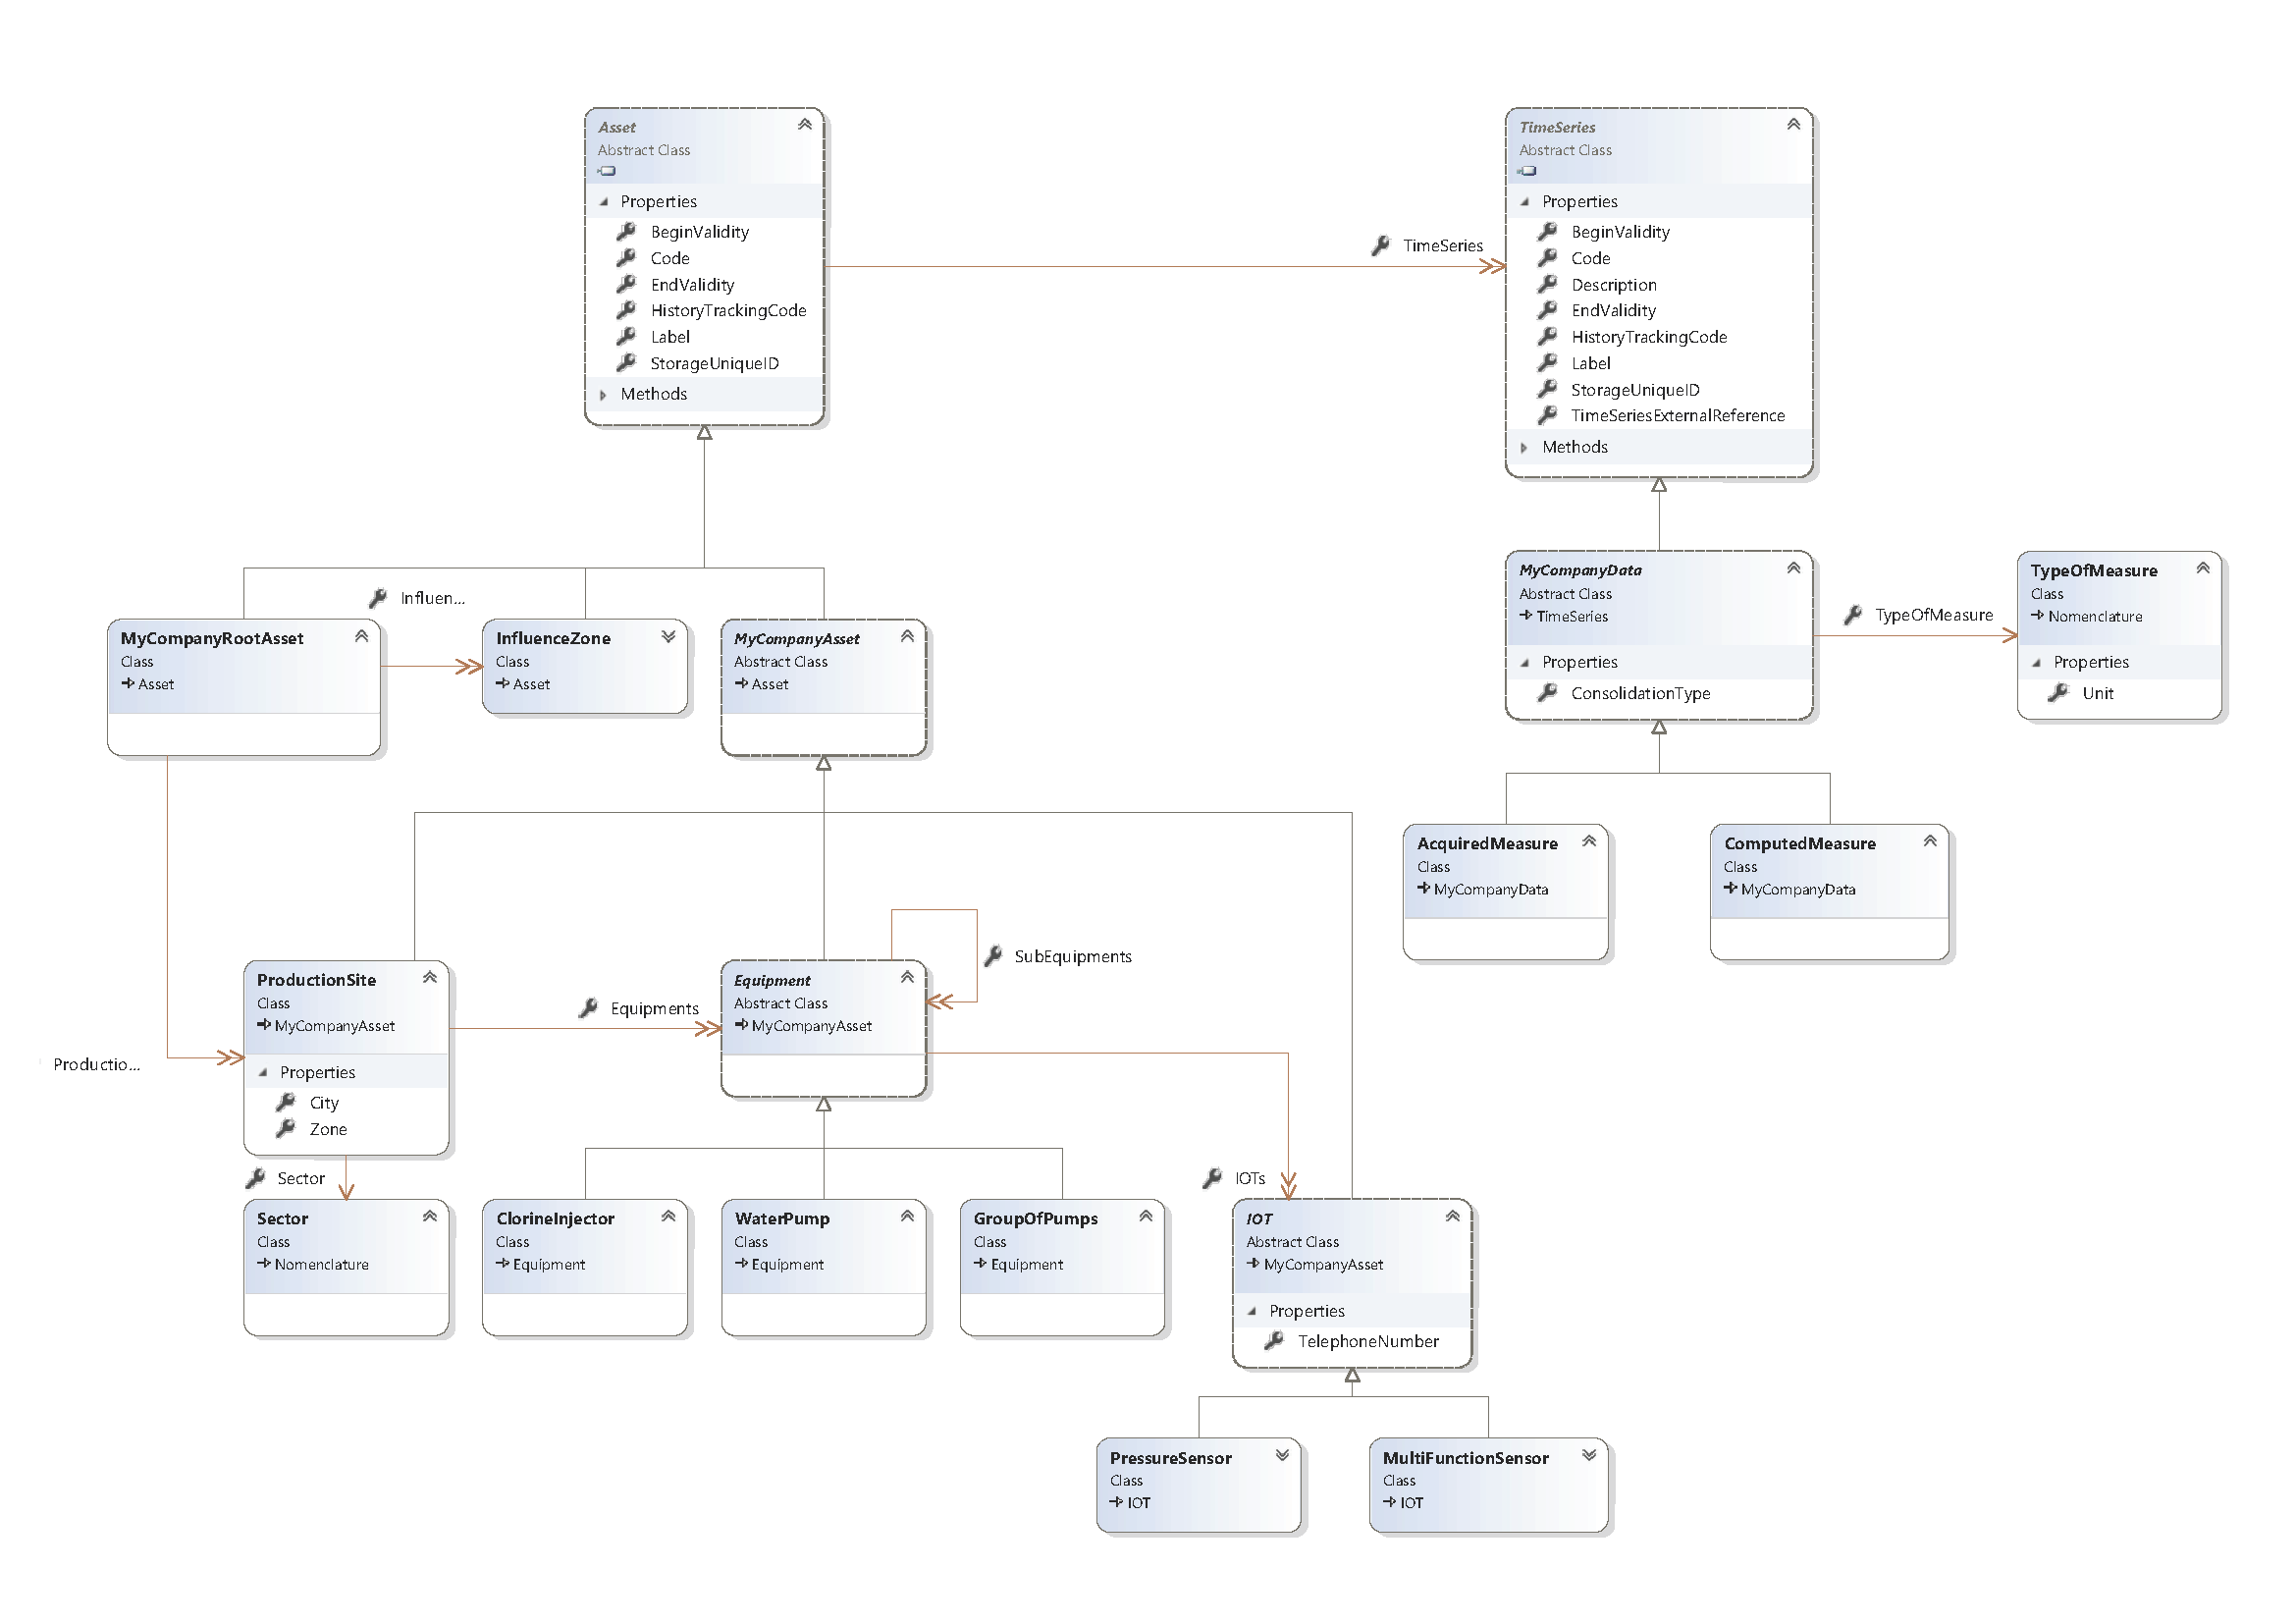 Asset
Abstract Class
Properties
BeginValidity
Code
EndValidity
HistoryTrackingCode
Label
StorageUniqueID
Methods
TimeSeries
TimeSeries
Abstract Class
Properties
BeginValidity
Code
Description
EndValidity
HistoryTrackingCode
Label
StorageUniqueID
TimeSeriesExternalReference
Methods
Influen...
MyCompanyRootAsset
Class
Asset
InfluenceZone
Class
Asset
MyCompanyAsset
Abstract Class
Asset
MyCompanyData
Abstract Class
TimeSeries
Properties
ConsolidationType
TypeOfMeasure
TypeOfMeasure
Class
Nomenclature
Properties
Unit
AcquiredMeasure
Class
MyCompanyData
ComputedMeasure
Class
MyCompanyData
Productio...
ProductionSite
Class
MyCompanyAsset
Properties
City
Zone
Equipments
Equipment
Abstract Class
MyCompanyAsset
SubEquipments
Sector
Sector
Class
Nomenclature
ClorineInjector
Class
Equipment
WaterPump
Class
Equipment
GroupOfPumps
Class
Equipment
IOTs
IOT
Abstract Class
MyCompanyAsset
Properties
TelephoneNumber
PressureSensor
Class
IOT
MultiFunctionSensor
Class
IOT